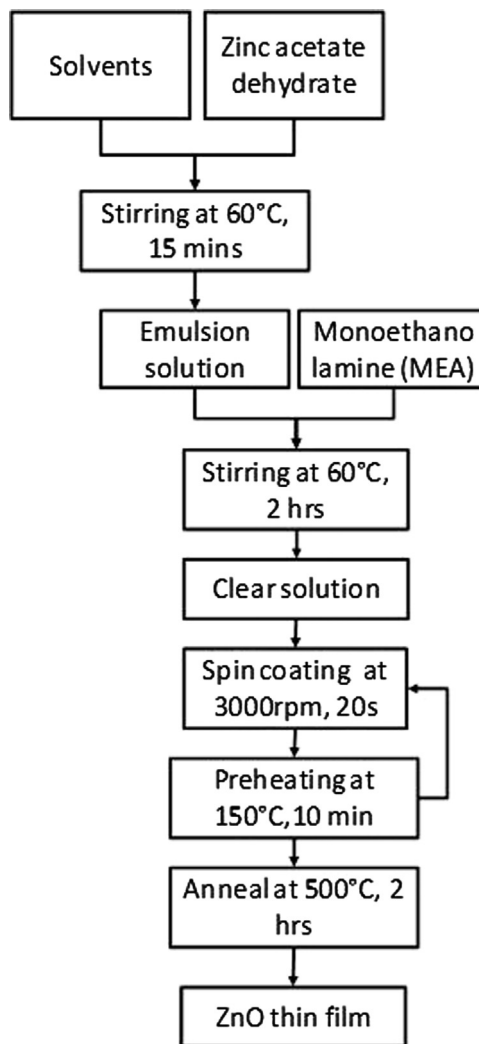 Solvents
Zinc acetate
dehydrate
Stirring at 60°C,
15 mins
Emulsion
solution
Monoethano
lamine (MEA)
Stirring at 60°C,
2 hrs
Clear solution
Spin coating at
3000rpm, 20s
Preheating at
150°C, 10 min
Anneal at 500°C, 2
hrs
ZnO thin film